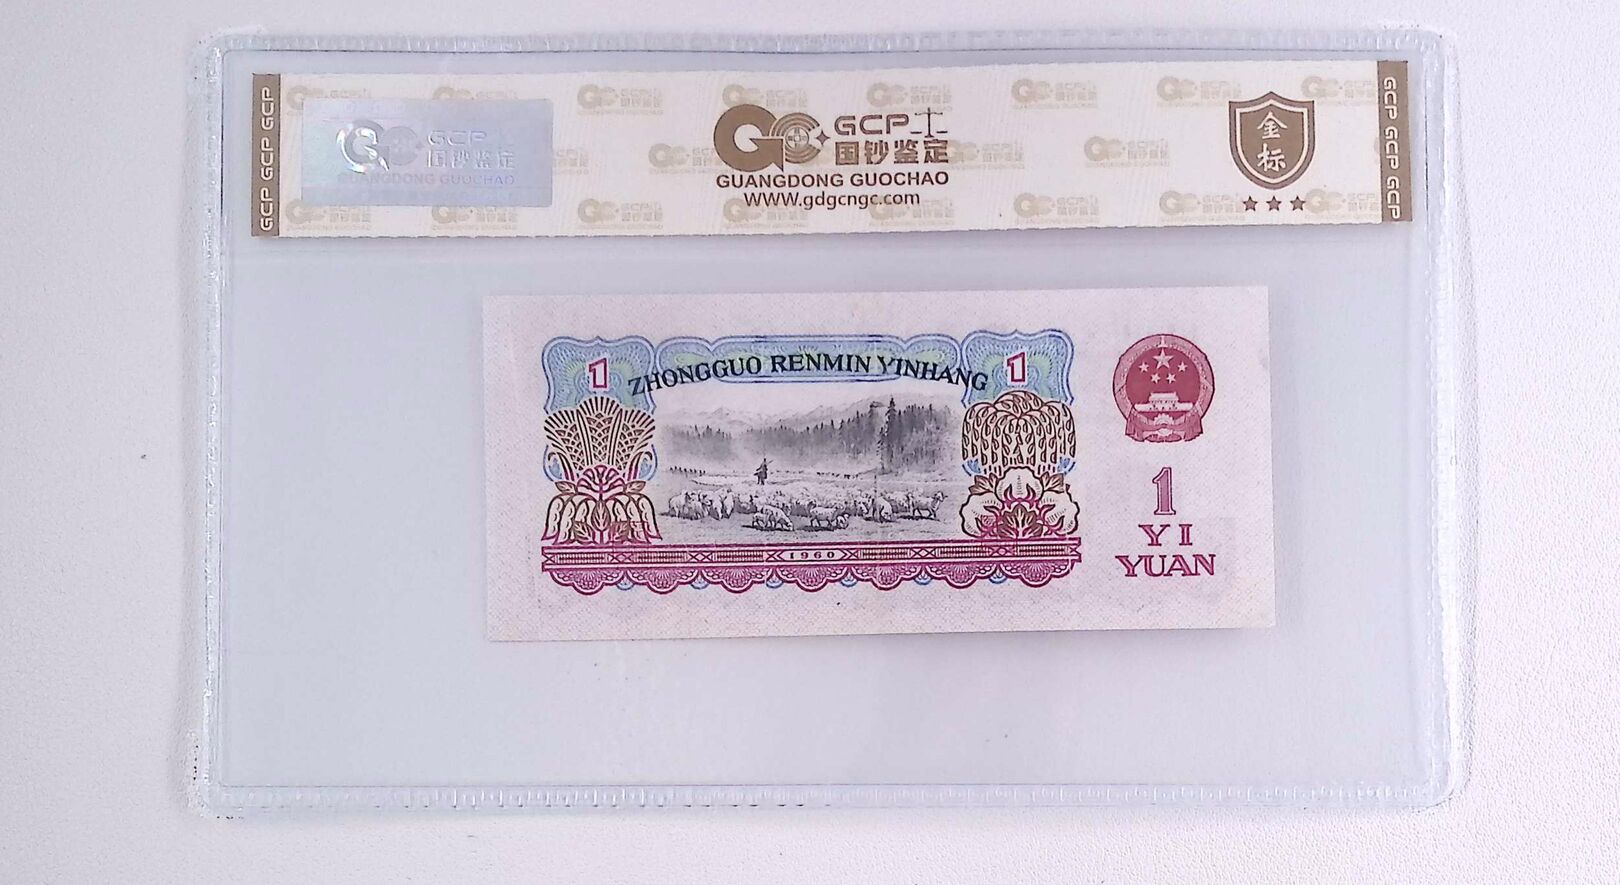 GCP GCP GCP
GCP
国钞鉴定
GUANGDONG GUOCHAO
GCP
国钞鉴定
GUANGDONG GUOCHAO
WWW.gdgcngc.com
金标
GCP GCP GCP
1
ZHONGGUO RENMIN YINHANG
1
1960
1
YI
YUAN